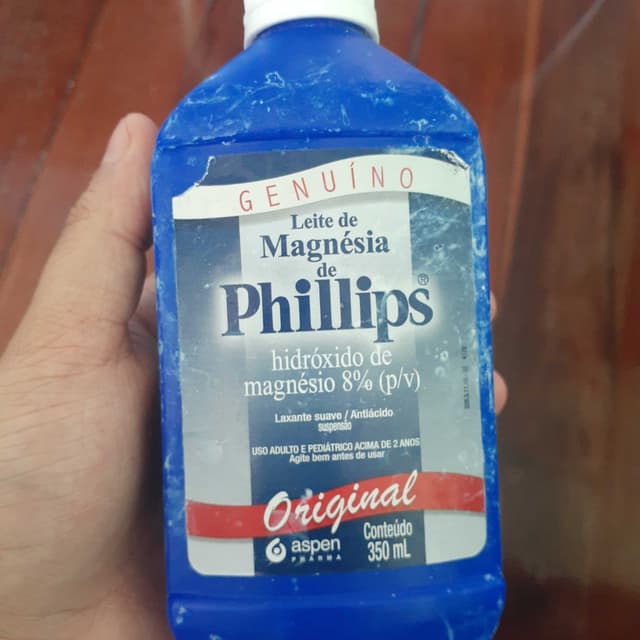 GENUÍNO
Leite de
Magnésia
de
Phillips®
hidróxido de
magnésio 8% (p/v)
Laxante suave / Antiácido
suspensão
USO ADULTO E PEDIÁTRICO ACIMA DE 2 ANOS
Agite bem antes de usar
Original
aspen
PHARMA
Conteúdo
350 mL